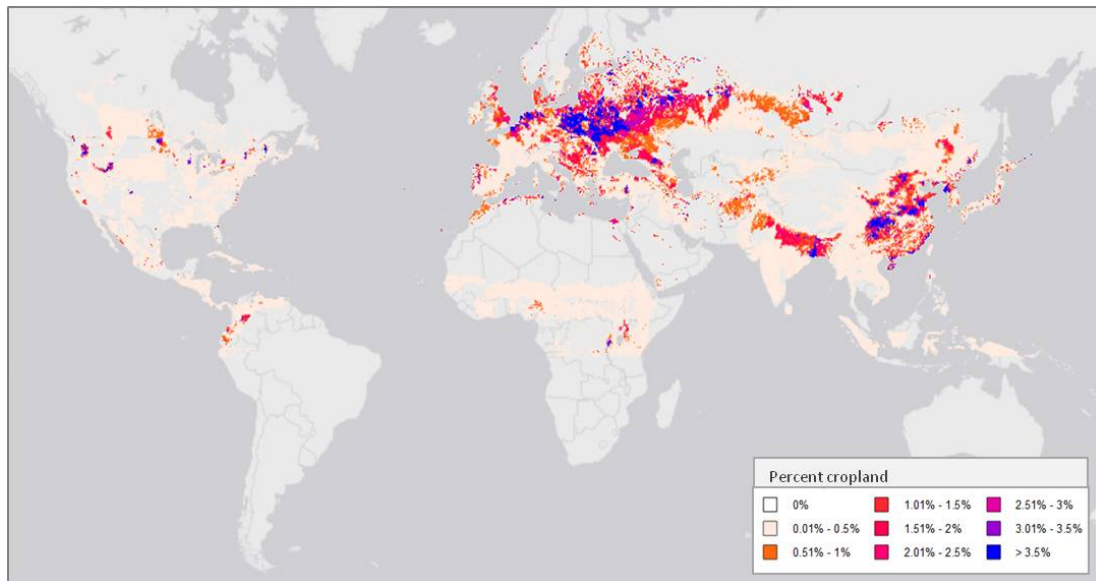 Percent cropland
0% 1.01% - 1.5% 2.51% - 3%
0.01% - 0.5% 1.51% - 2% 3.01% - 3.5%
0.51% - 1% 2.01% - 2.5% > 3.5%